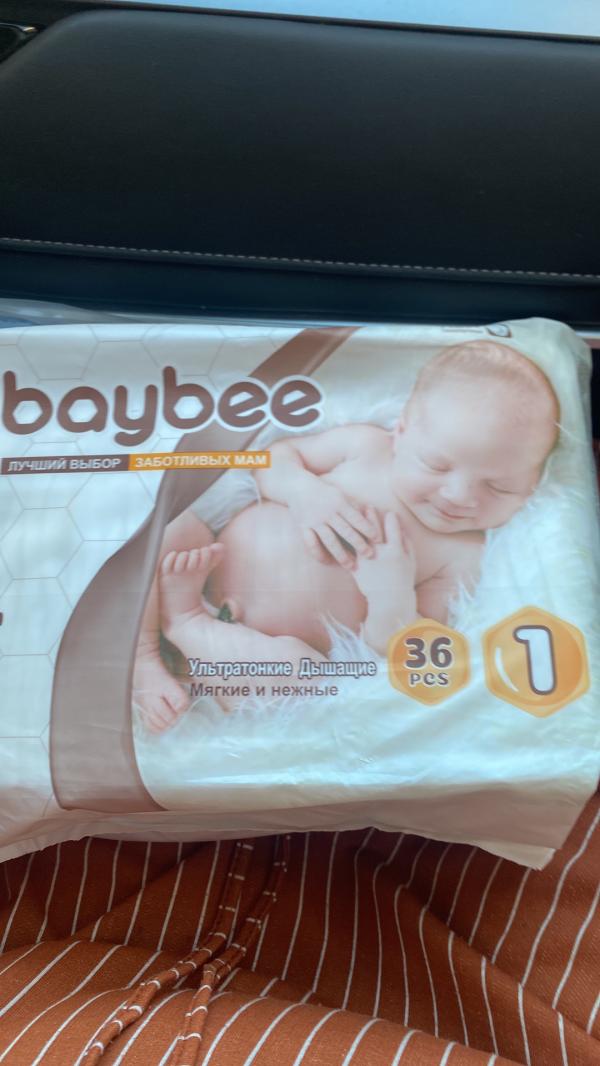 baybee
ЛУЧШИЙ ВЫБОР ЗАБОТЛИВЫХ МАМ
Ультратонкие Дышащие
Мягкие и нежные
36
PCS
1